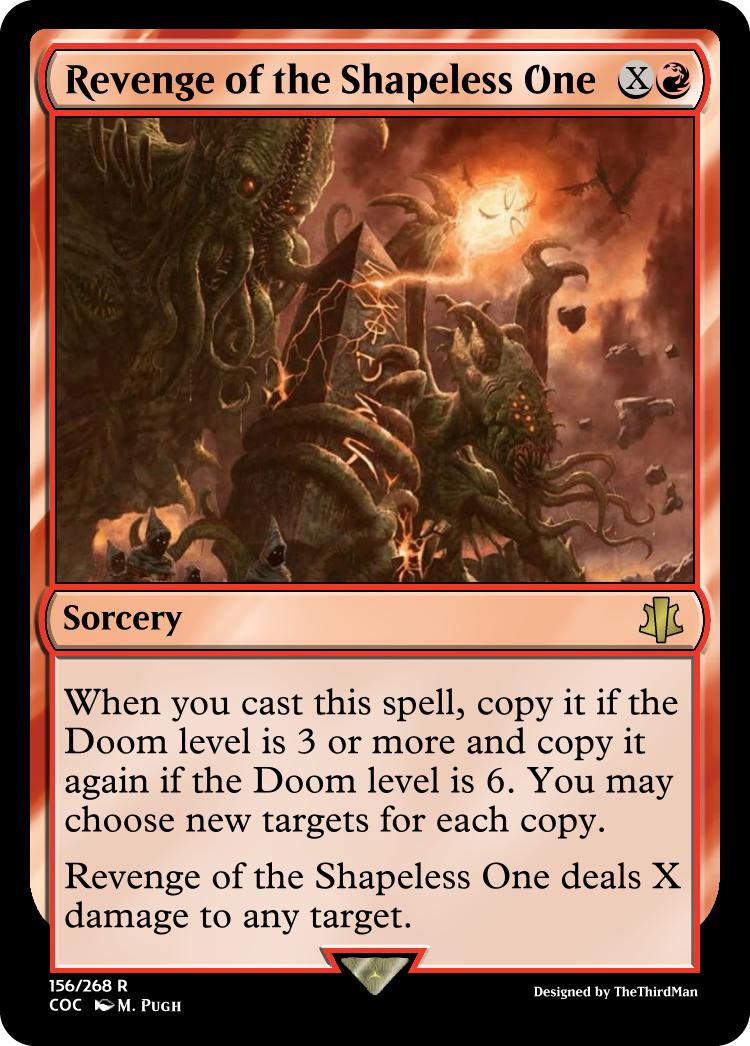 Revenge of the Shapeless One X
Sorcery
When you cast this spell, copy it if the
Doom level is 3 or more and copy it
again if the Doom level is 6. You may
choose new targets for each copy.
Revenge of the Shapeless One deals X
damage to any target.
156/268 R
COC M. Pugh
Designed by TheThirdMan